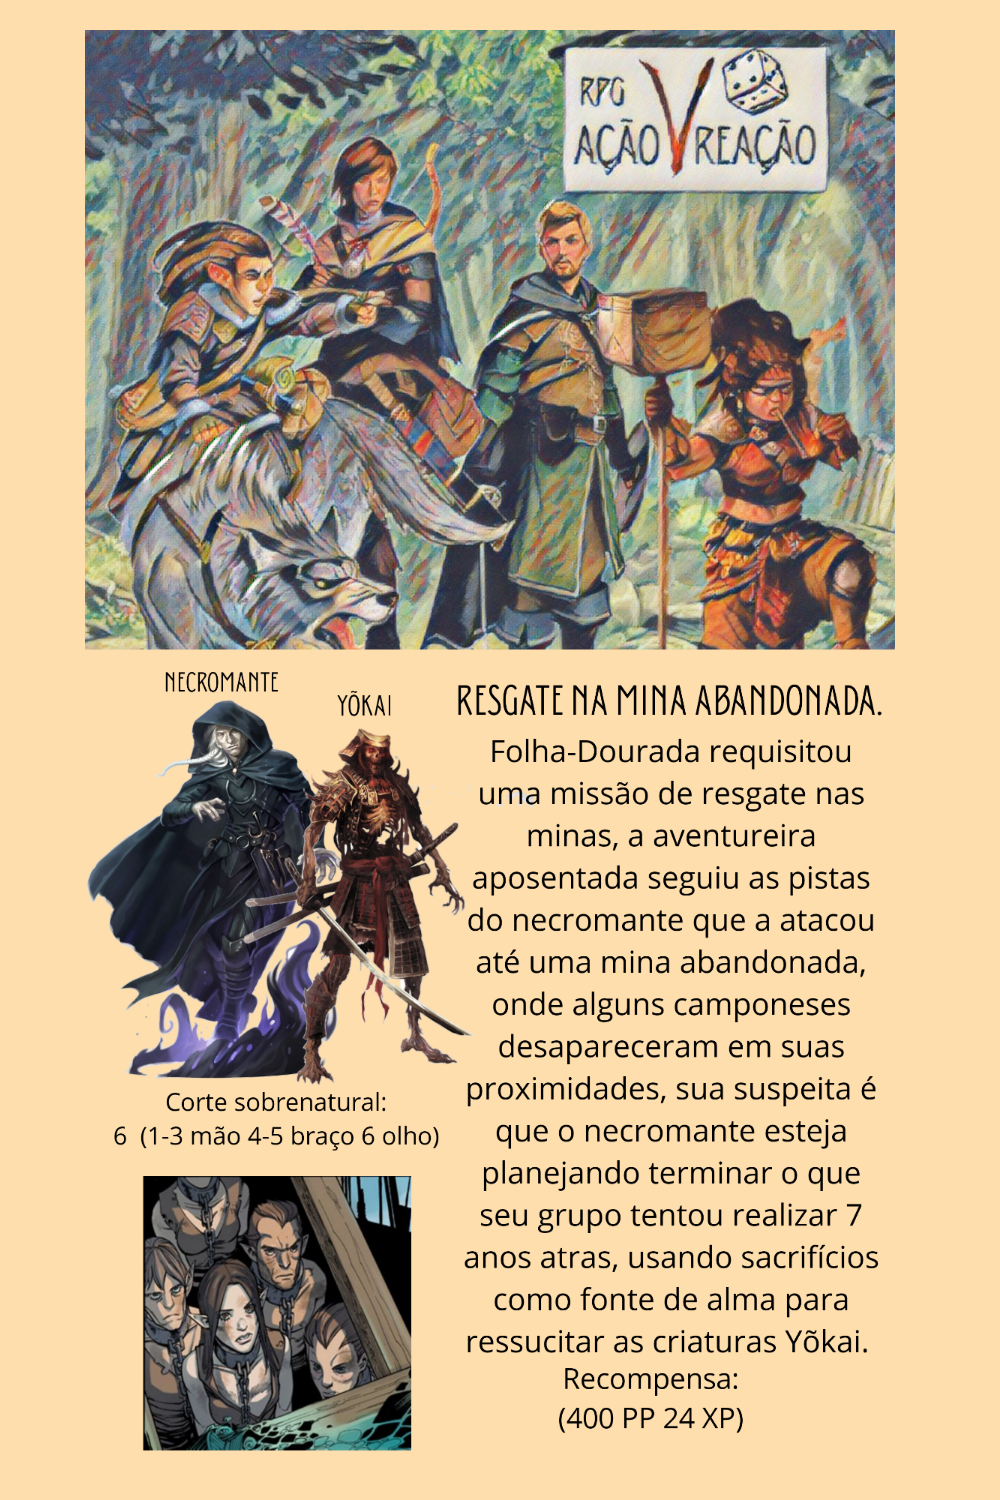 RPG
AÇÃO V REAÇÃO
NECROMANTE
YÕKAI
RESGATE NA MINA ABANDONADA.
Folha-Dourada requisitou
uma missão de resgate nas
minas, a aventureira
aposentada seguiu as pistas
do necromante que a atacou
até uma mina abandonada,
onde alguns camponeses
desapareceram em suas
proximidades, sua suspeita é
que o necromante esteja
planejando terminar o que
seu grupo tentou realizar 7
anos atras, usando sacrifícios
como fonte de alma para
ressucitar as criaturas Yõkai.
Recompensa:
(400 PP 24 XP)
Corte sobrenatural:
6 (1-3 mão 4-5 braço 6 olho)